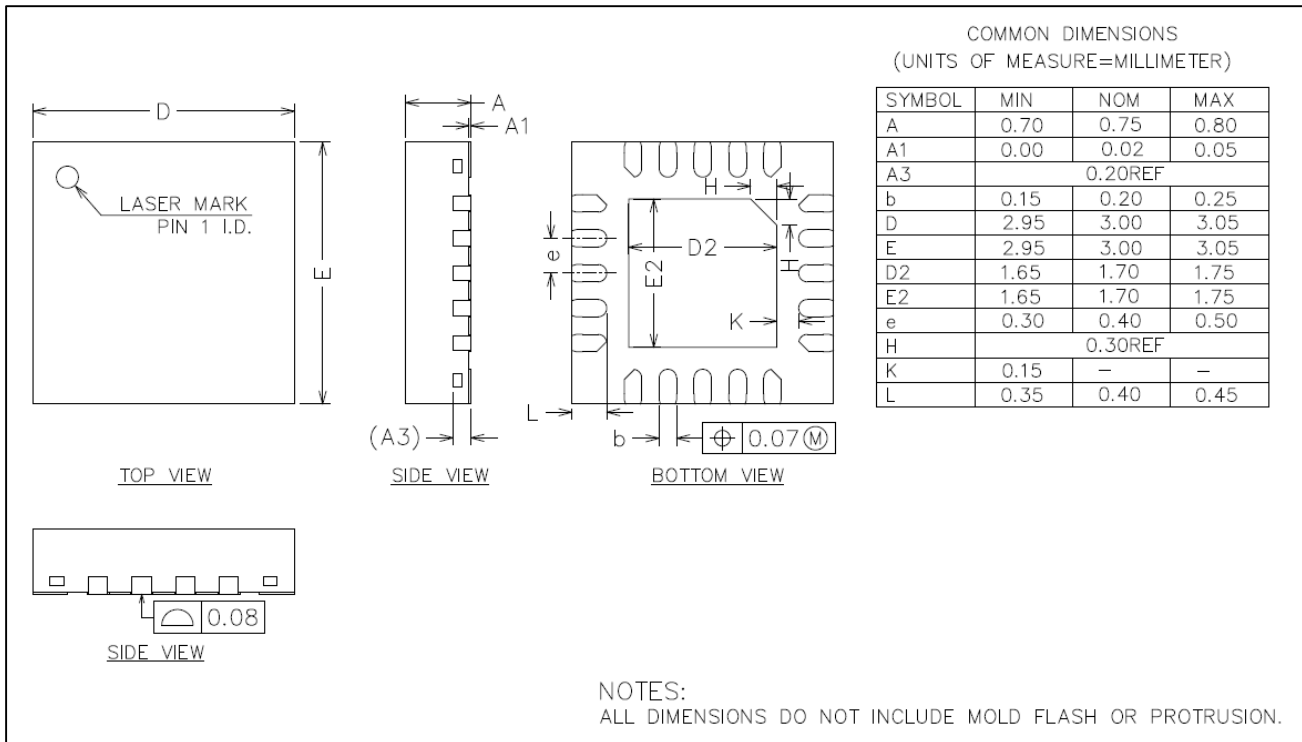 COMMON DIMENSIONS
(UNITS OF MEASURE=MILLIMETER)
SYMBOL MIN NOM MAX
A 0.70 0.75 0.80
A1 0.00 0.02 0.05
A3 0.20REF
b 0.15 0.20 0.25
D 2.95 3.00 3.05
E 2.95 3.00 3.05
D2 1.65 1.70 1.75
E2 1.65 1.70 1.75
e 0.30 0.40 0.50
H 0.30REF
K 0.15 – –
L 0.35 0.40 0.45
D
LASER MARK
PIN 1 I.D.
E
TOP VIEW
A
A1
(A3)
SIDE VIEW
H
H
D2
E2
e
K
L
b
⌖ 0.07Ⓜ
BOTTOM VIEW
⌓ 0.08
SIDE VIEW
NOTES:
ALL DIMENSIONS DO NOT INCLUDE MOLD FLASH OR PROTRUSION.